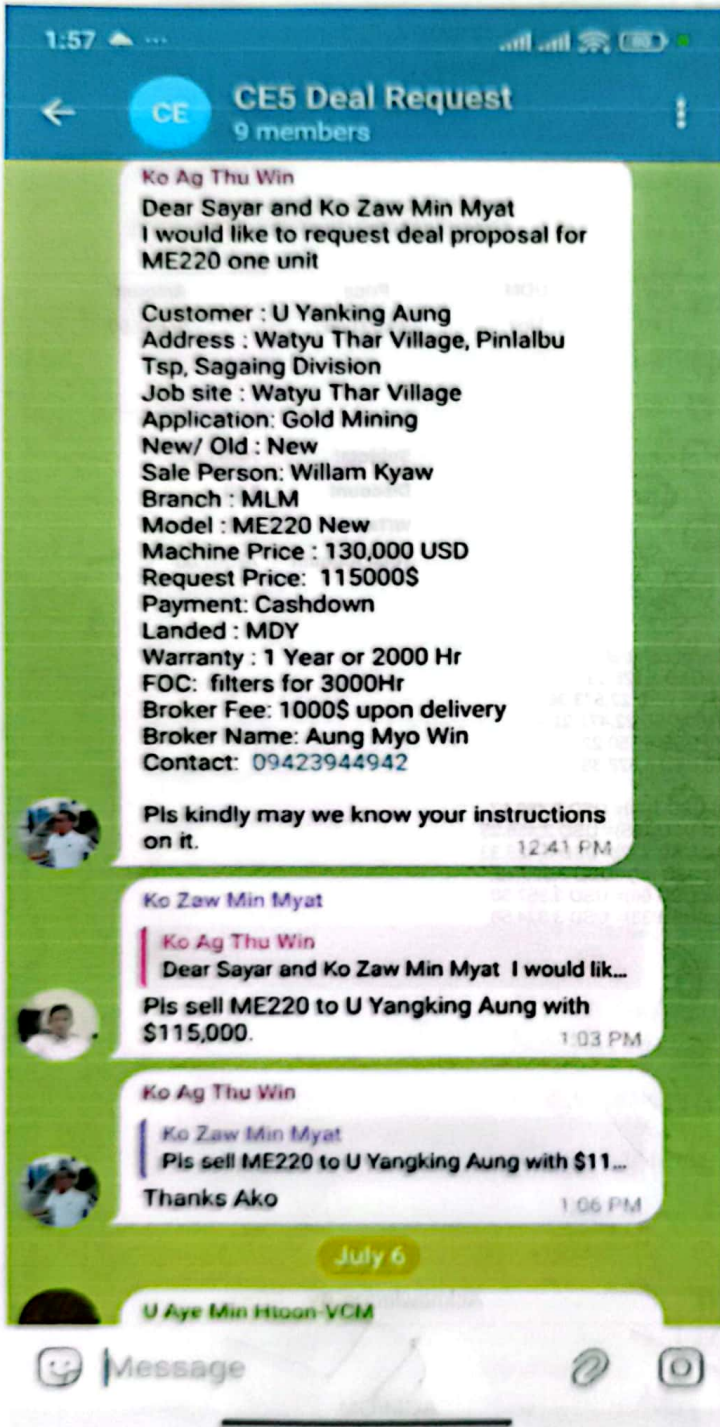 1:57
CE
CE5 Deal Request
9 members
Ko Ag Thu Win
Dear Sayar and Ko Zaw Min Myat
I would like to request deal proposal for
ME220 one unit
Customer : U Yanking Aung
Address : Watyu Thar Village, Pinlalbu
Tsp, Sagaing Division
Job site : Watyu Thar Village
Application: Gold Mining
New/ Old : New
Sale Person: Willam Kyaw
Branch : MLM
Model : ME220 New
Machine Price : 130,000 USD
Request Price: 115000$
Payment: Cashdown
Landed : MDY
Warranty : 1 Year or 2000 Hr
FOC: filters for 3000Hr
Broker Fee: 1000$ upon delivery
Broker Name: Aung Myo Win
Contact: 09423944942
Pls kindly may we know your instructions
on it.
12:41 PM
Ko Zaw Min Myat
Ko Ag Thu Win
Dear Sayar and Ko Zaw Min Myat I would lik...
Pls sell ME220 to U Yangking Aung with
$115,000.
1:03 PM
Ko Ag Thu Win
Ko Zaw Min Myat
Pls sell ME220 to U Yangking Aung with $11...
Thanks Ako
1:06 PM
July 6
U Aye Min Htoon-VCM
Message